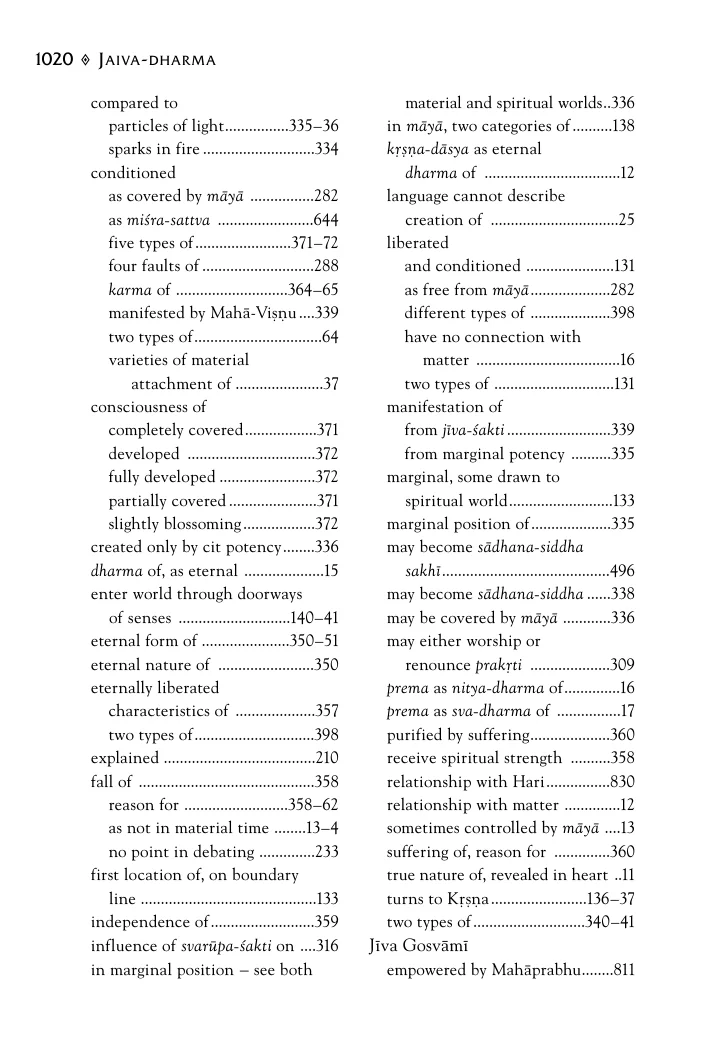 1020 ◈ JAIVA-DHARMA
compared to
particles of light................335–36
sparks in fire ............................334
conditioned
as covered by māyā ................282
as miśra-sattva ........................644
five types of........................371–72
four faults of ............................288
karma of ............................364–65
manifested by Mahā-Viṣṇu ....339
two types of................................64
varieties of material
attachment of ......................37
consciousness of
completely covered..................371
developed ................................372
fully developed ........................372
partially covered ......................371
slightly blossoming..................372
created only by cit potency........336
dharma of, as eternal ....................15
enter world through doorways
of senses ............................140–41
eternal form of ......................350–51
eternal nature of ........................350
eternally liberated
characteristics of ....................357
two types of..............................398
explained ......................................210
fall of ............................................358
reason for ..........................358–62
as not in material time ........13–4
no point in debating ..............233
first location of, on boundary
line ............................................133
independence of..........................359
influence of svarūpa-śakti on ....316
in marginal position – see both
material and spiritual worlds..336
in māyā, two categories of ..........138
kṛṣṇa-dāsya as eternal
dharma of ..................................12
language cannot describe
creation of ................................25
liberated
and conditioned ......................131
as free from māyā....................282
different types of ....................398
have no connection with
matter ....................................16
two types of ..............................131
manifestation of
from jīva-śakti ..........................339
from marginal potency ..........335
marginal, some drawn to
spiritual world..........................133
marginal position of....................335
may become sādhana-siddha
sakhī..........................................496
may become sādhana-siddha ......338
may be covered by māyā ............336
may either worship or
renounce prakṛti ....................309
prema as nitya-dharma of..............16
prema as sva-dharma of ................17
purified by suffering....................360
receive spiritual strength ..........358
relationship with Hari................830
relationship with matter ..............12
sometimes controlled by māyā ....13
suffering of, reason for ..............360
true nature of, revealed in heart ..11
turns to Kṛṣṇa........................136–37
two types of............................340–41
Jīva Gosvāmī
empowered by Mahāprabhu........811